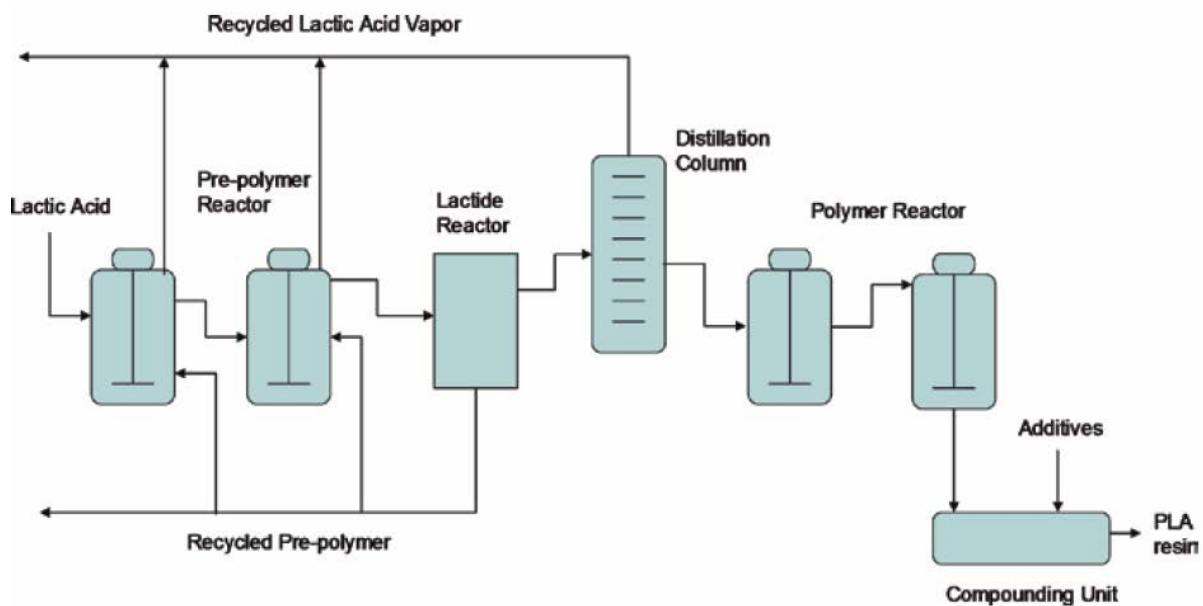 Recycled Lactic Acid Vapor
Distillation
Column
Pre-polymer
Reactor
Lactic Acid
Lactide
Reactor
Polymer Reactor
Additives
Recycled Pre-polymer
PLA
resin
Compounding Unit